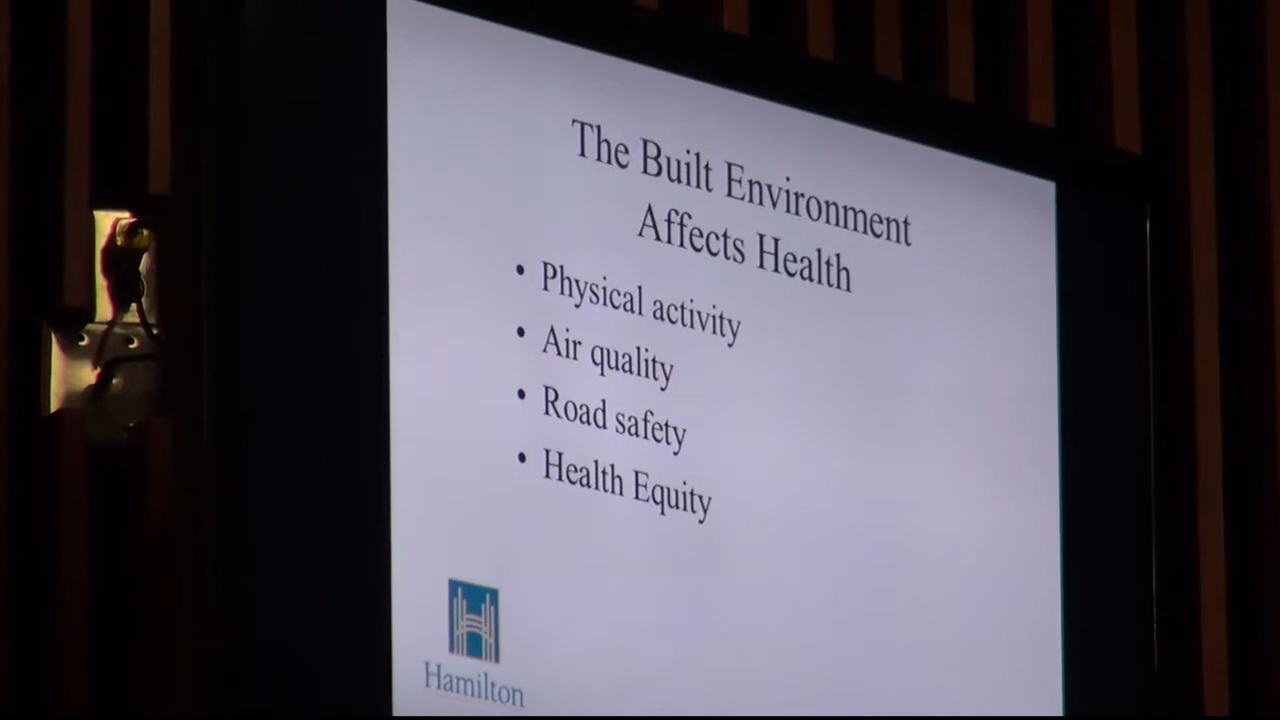 The Built Environment
Affects Health
• Physical activity
• Air quality
• Road safety
• Health Equity
Hamilton